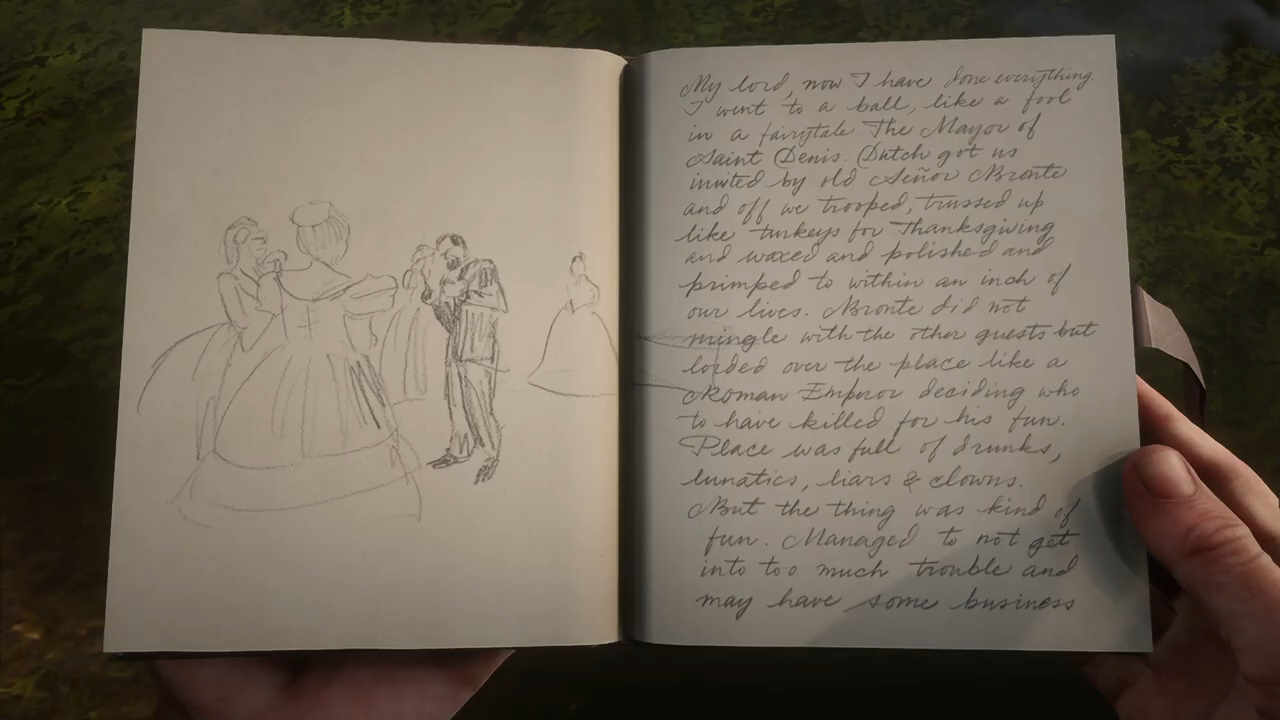 My lord, now I have done everything.
I went to a ball, like a fool
in a fairytale. The Mayor of
Saint Denis. Dutch got us
invited by old Señor Bronte
and off we trooped, trussed up
like turkeys for Thanksgiving
and waxed and polished and
primped to within an inch of
our lives. Bronte did not
mingle with the other guests but
lorded over the place like a
Roman Emperor deciding who
to have killed for his fun.
Place was full of drunks,
lunatics, liars & clowns.
But the thing was kind of
fun. Managed to not get
into too much trouble and
may have some business